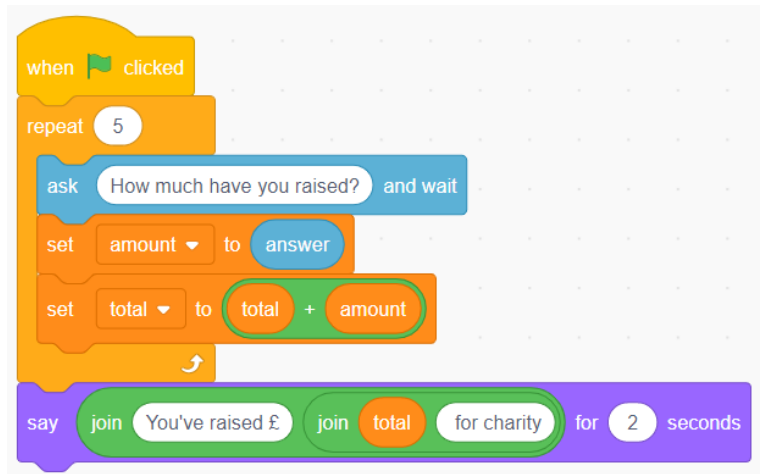 when clicked
repeat 5
ask How much have you raised? and wait
set amount to answer
set total to total + amount
say join You've raised £ join total for charity for 2 seconds